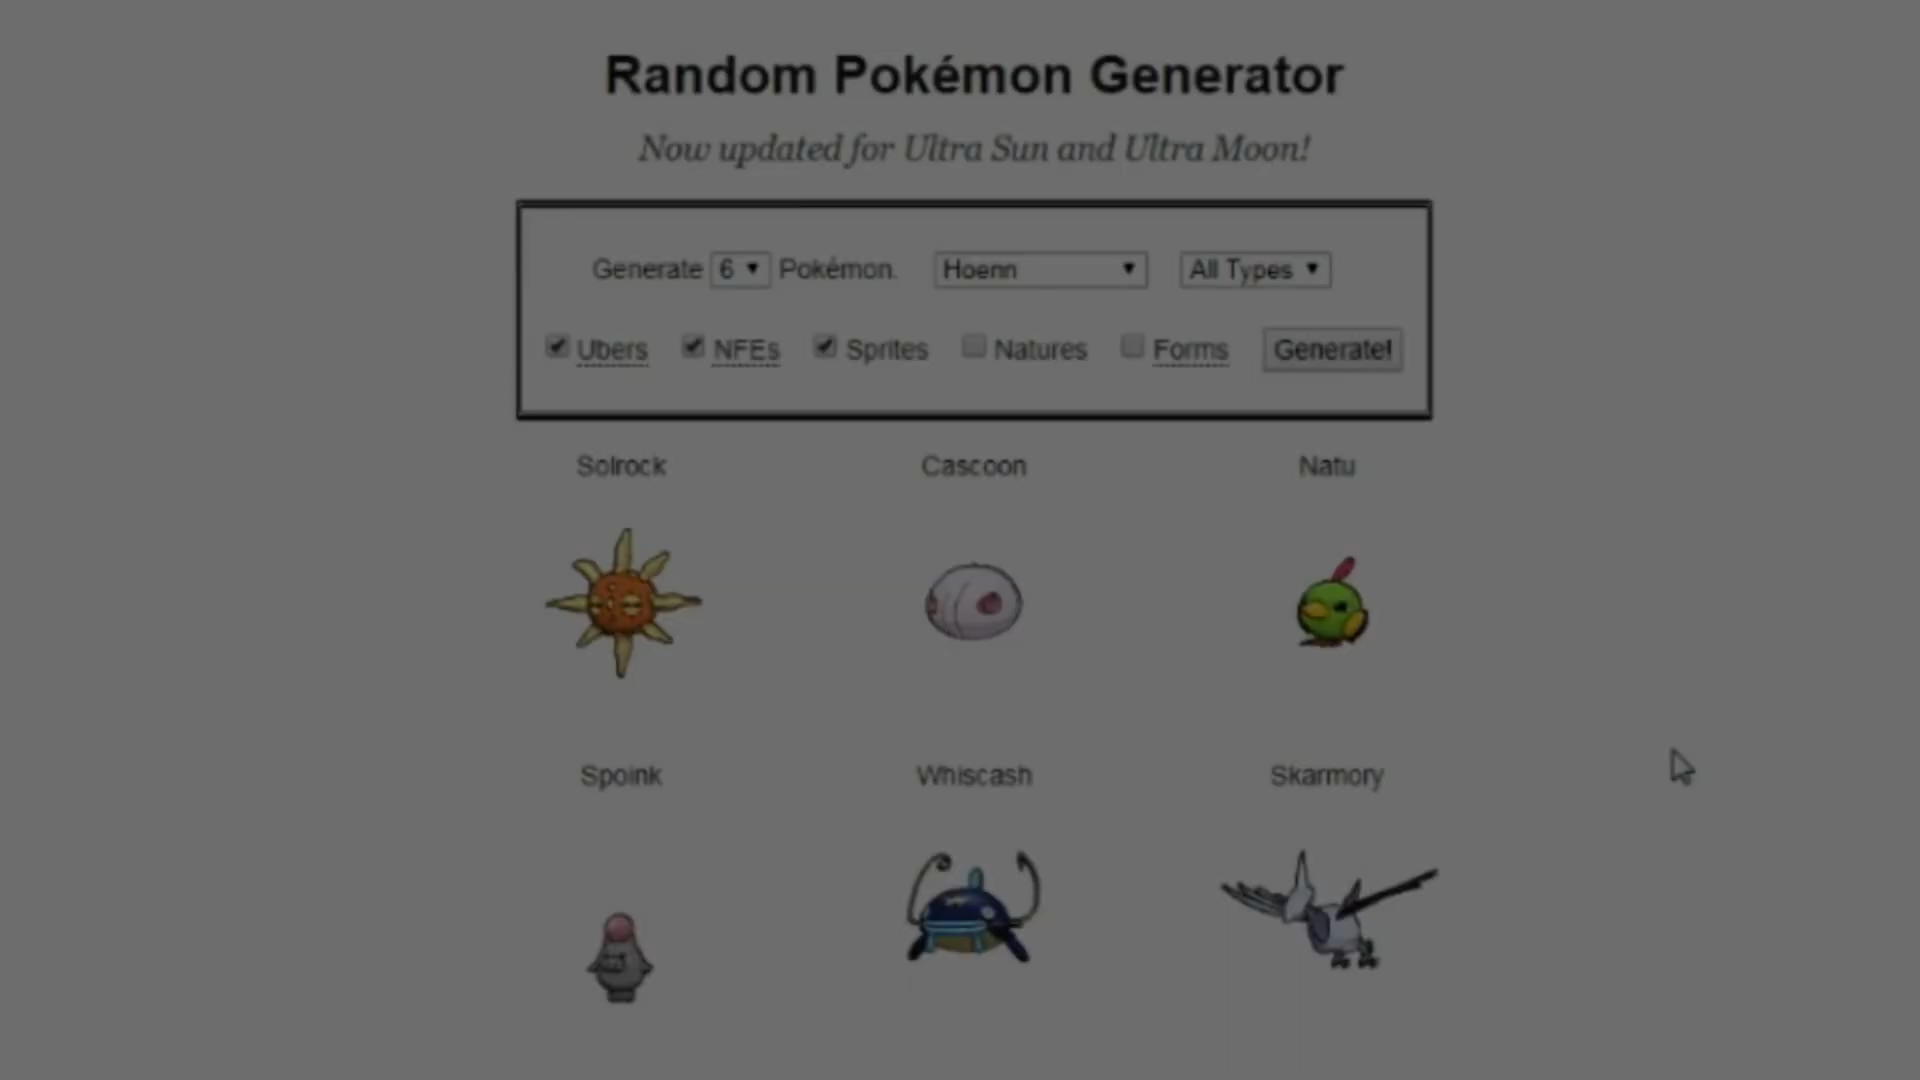 Random Pokémon Generator
Now updated for Ultra Sun and Ultra Moon!
Generate 6 Pokémon. Hoenn All Types
Ubers NFEs Sprites Natures Forms Generate!
Solrock Cascoon Natu
Spoink Whiscash Skarmory